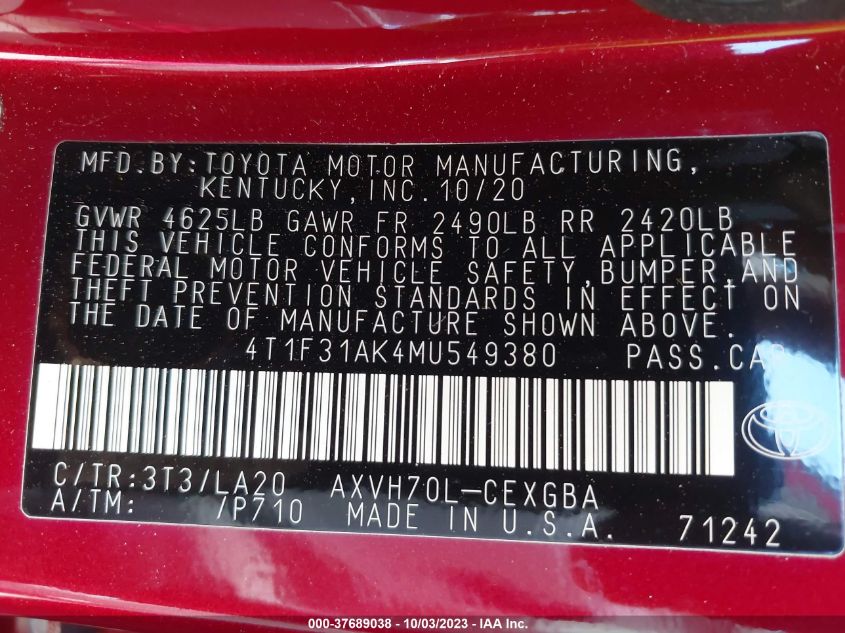 MFD.BY:TOYOTA MOTOR MANUFACTURING,
KENTUCKY,INC.10/20
GVWR 4625LB GAWR FR 2490LB RR 2420LB
THIS VEHICLE CONFORMS TO ALL APPLICABLE
FEDERAL MOTOR VEHICLE SAFETY,BUMPER,AND
THEFT PREVENTION STANDARDS IN EFFECT ON
THE DATE OF MANUFACTURE SHOWN ABOVE.
4T1F31AK4MU549380 PASS.CAR
C/TR:3T3/LA20 AXVH70L-CEXGBA
A/TM: /P710 MADE IN U.S.A. 71242
000-37689038 - 10/03/2023 - IAA Inc.